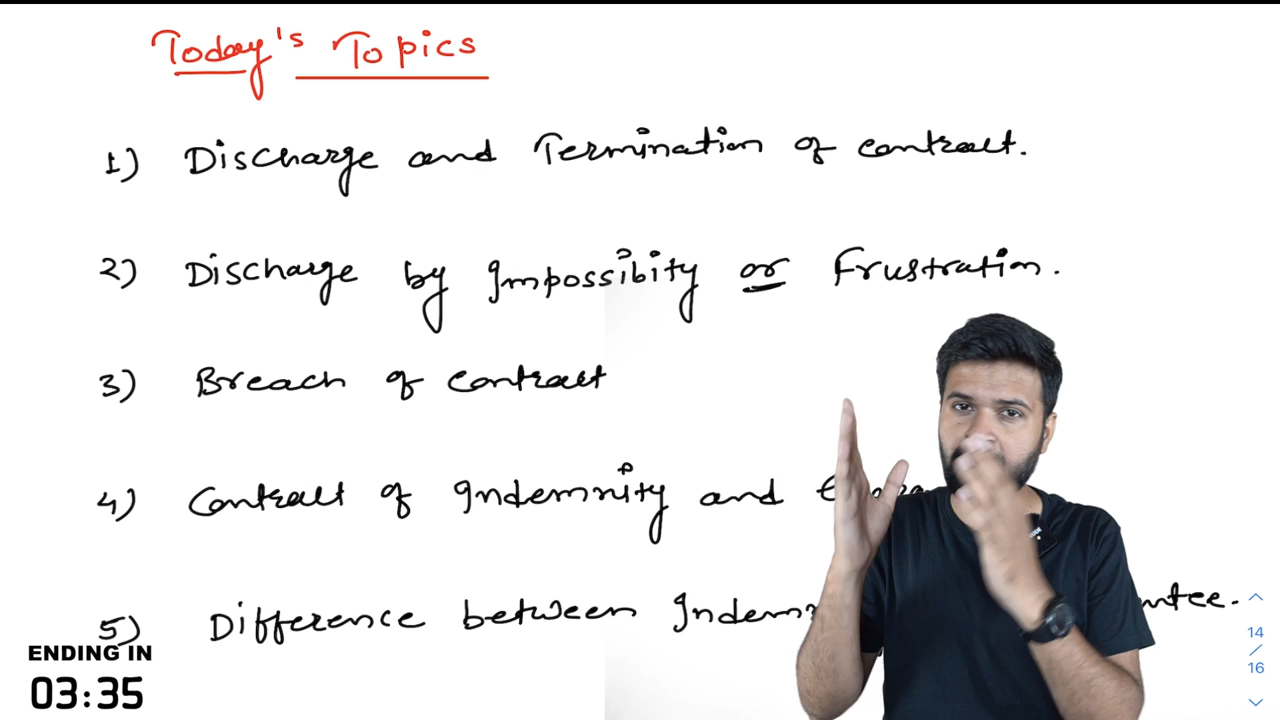 Today's Topics
1) Discharge and Termination of contract.
2) Discharge by Impossibity or Frustration.
3) Breach of contract
4) Contract of Indemnity and
5) Difference between
ENDING IN
03:35
14
/
16